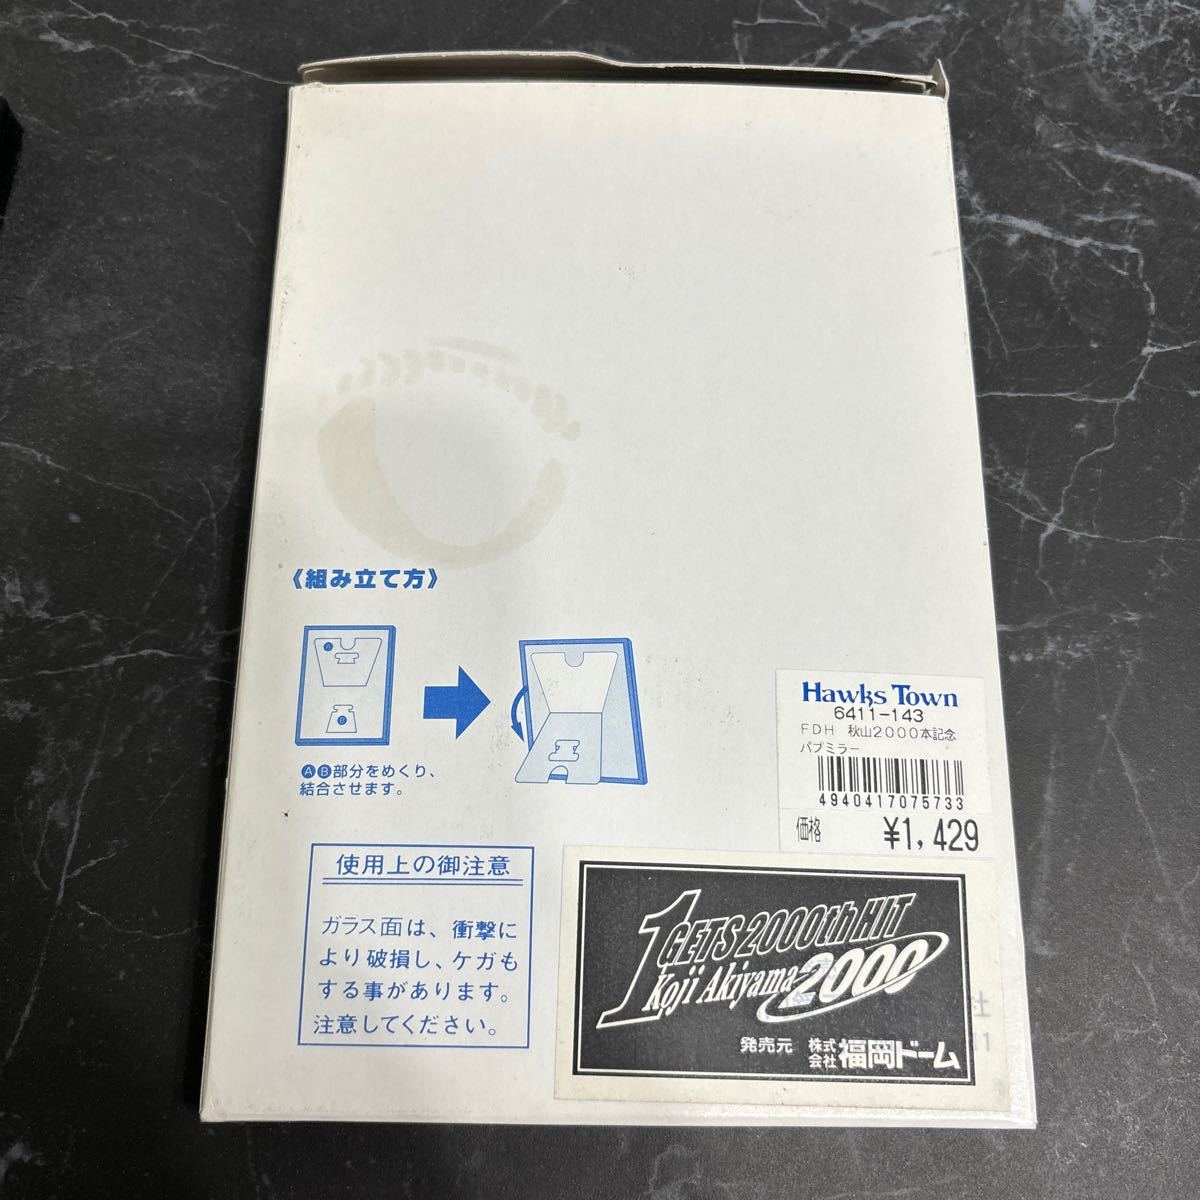 《組み立て方》
A
B
ABの部分をめくり、
結合させます。
使用上の御注意
ガラス面は、衝撃に
より破損し、ケガも
する事があります。
注意してください。
Hawks Town
6411-143
FDH 秋山2000本記念
パブミラー
4940417075733
価格 ¥1,429
1 GETS 2000th HIT
Koji Akiyama 2000
発売元 株式会社 福岡ドーム
社
11